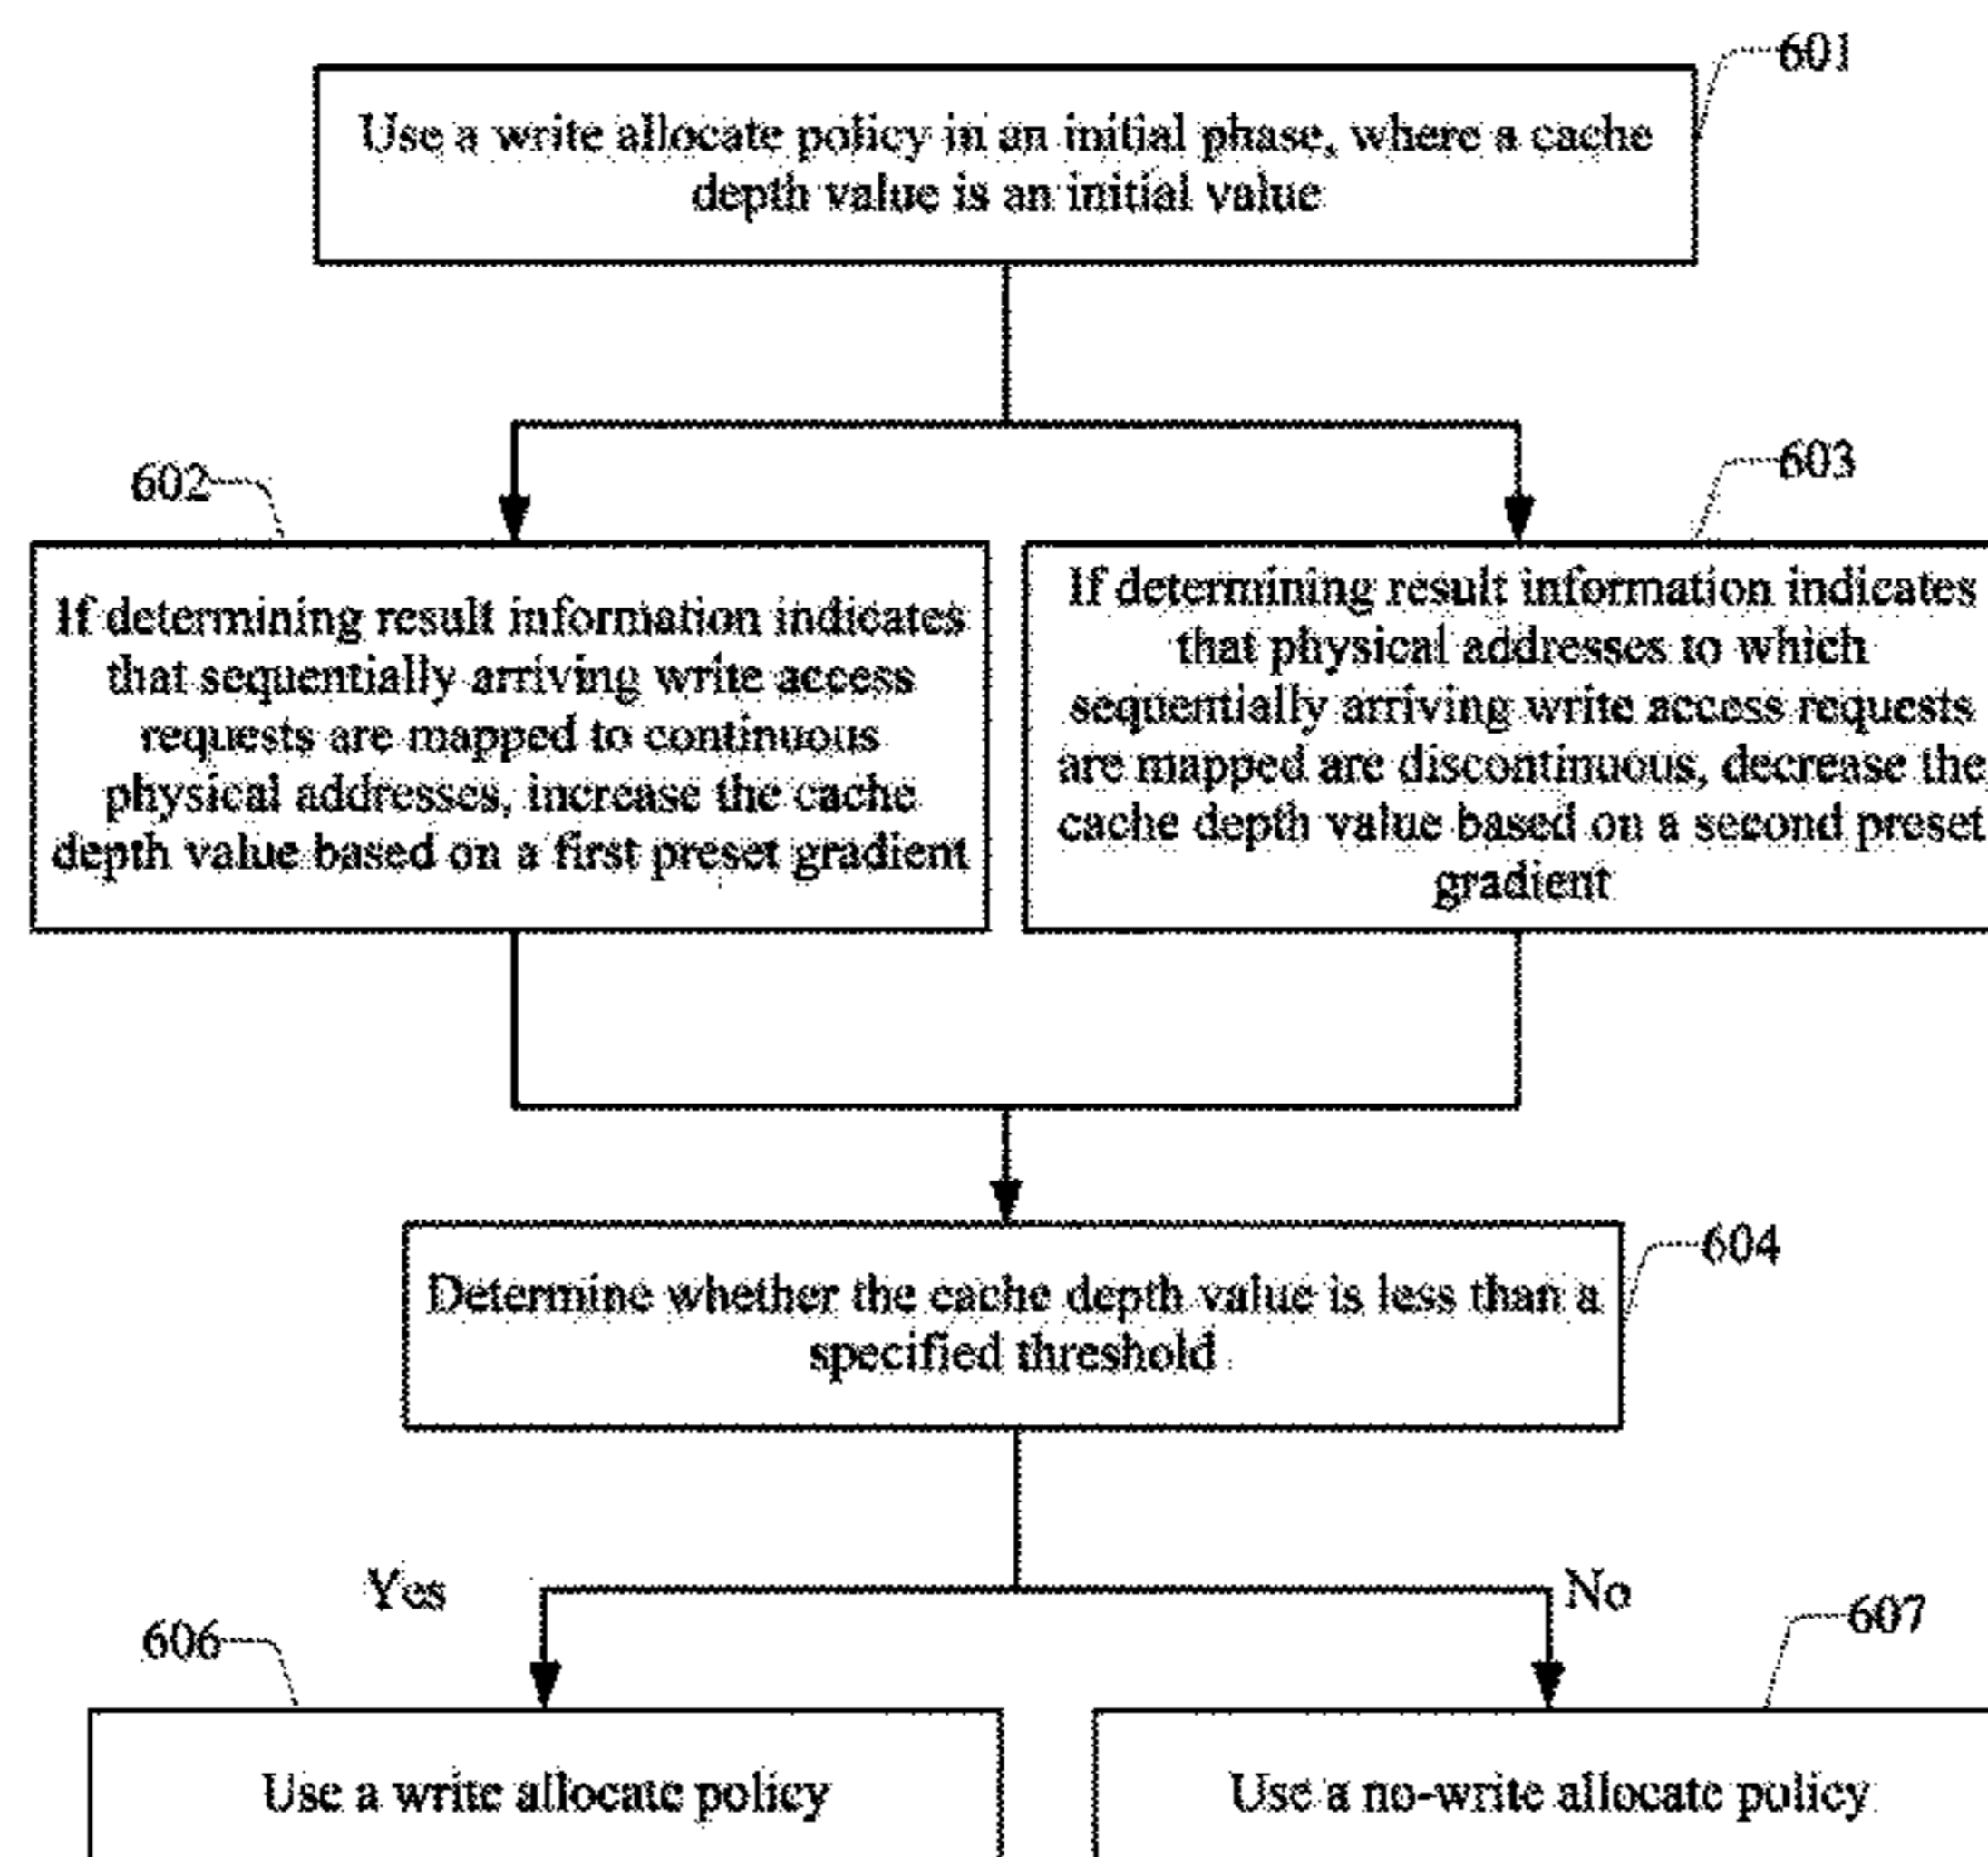 601
Use a write allocate policy in an initial phase, where a cache
depth value is an initial value
602
603
If determining result information indicates
that sequentially arriving write access
requests are mapped to continuous
physical addresses, increase the cache
depth value based on a first preset gradient
If determining result information indicates
that physical addresses to which
sequentially arriving write access requests
are mapped are discontinuous, decrease the
cache depth value based on a second preset
gradient
604
Determine whether the cache depth value is less than a
specified threshold
Yes
No
606
607
Use a write allocate policy
Use a no-write allocate policy